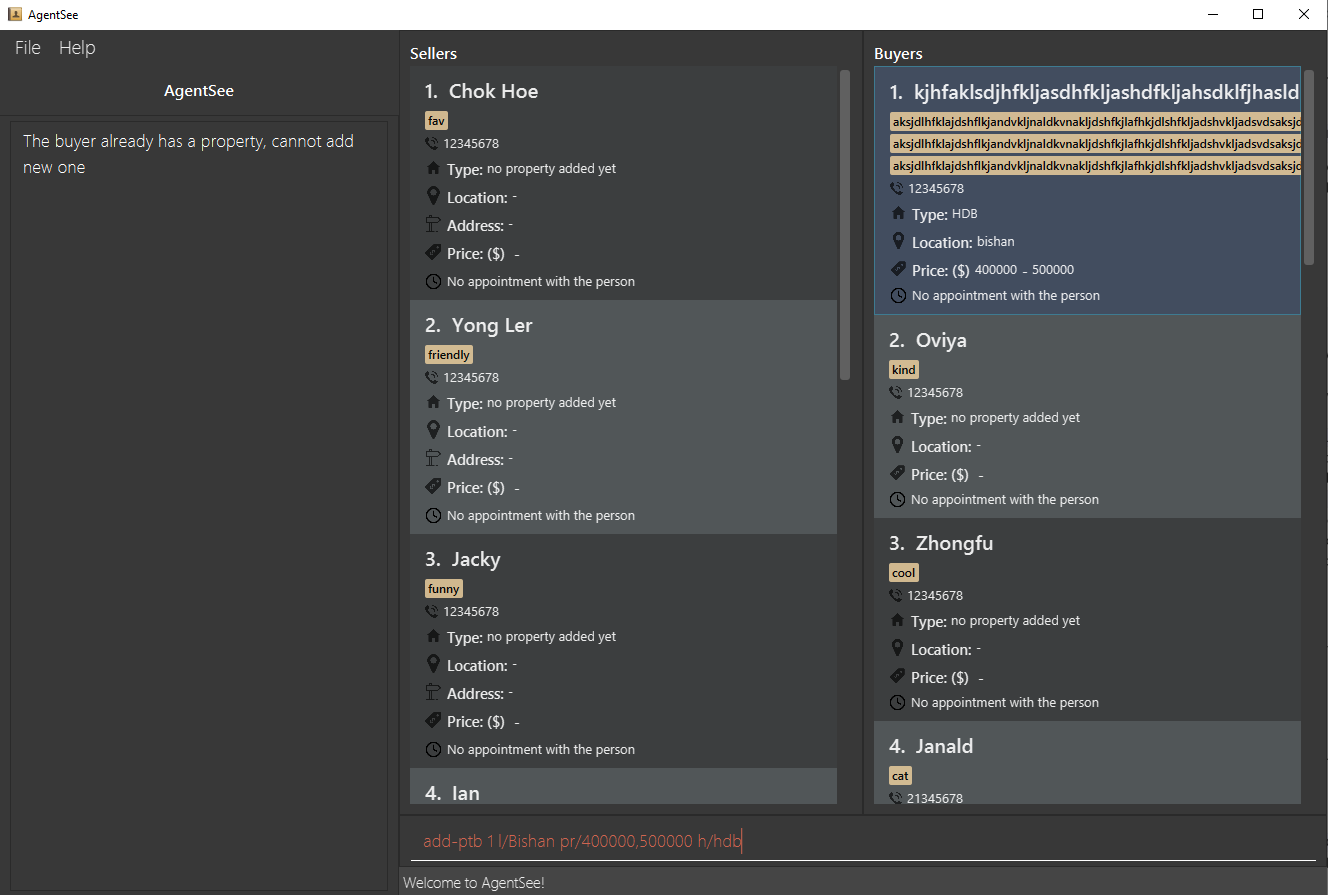 AgentSee
File Help
AgentSee
The buyer already has a property, cannot add
new one
Sellers
1. Chok Hoe
fav
12345678
Type: no property added yet
Location: -
Address: -
Price: ($) -
No appointment with the person
2. Yong Ler
friendly
12345678
Type: no property added yet
Location: -
Address: -
Price: ($) -
No appointment with the person
3. Jacky
funny
12345678
Type: no property added yet
Location: -
Address: -
Price: ($) -
No appointment with the person
4. Ian
Buyers
1. kjhfaklsdjhfkljasdhfkljashdfkljahsdklfjhasld
aksjdlhfklajdshflkjandvkljnaldkvnakljdshfkjlafhkjdlshfkljadshvkljadsvdsaksjd
aksjdlhfklajdshflkjandvkljnaldkvnakljdshfkjlafhkjdlshfkljadshvkljadsvdsaksjd
aksjdlhfklajdshflkjandvkljnaldkvnakljdshfkjlafhkjdlshfkljadshvkljadsvdsaksjd
12345678
Type: HDB
Location: bishan
Price: ($) 400000 - 500000
No appointment with the person
2. Oviya
kind
12345678
Type: no property added yet
Location: -
Price: ($) -
No appointment with the person
3. Zhongfu
cool
12345678
Type: no property added yet
Location: -
Price: ($) -
No appointment with the person
4. Janald
cat
21345678
add-ptb 1 l/Bishan pr/400000,500000 h/hdb
Welcome to AgentSee!